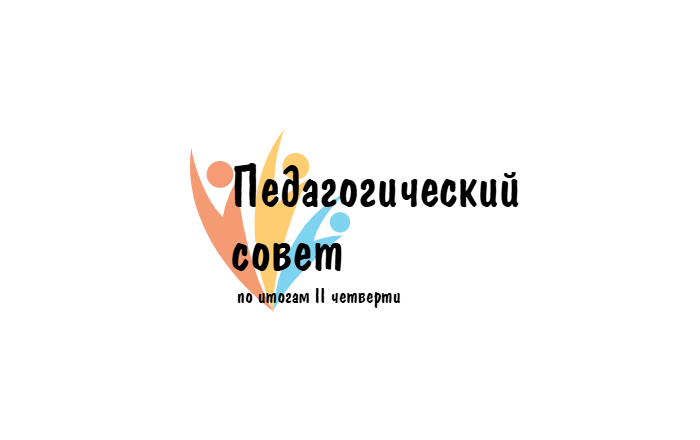 Педагогический
совет
по итогам II четверти